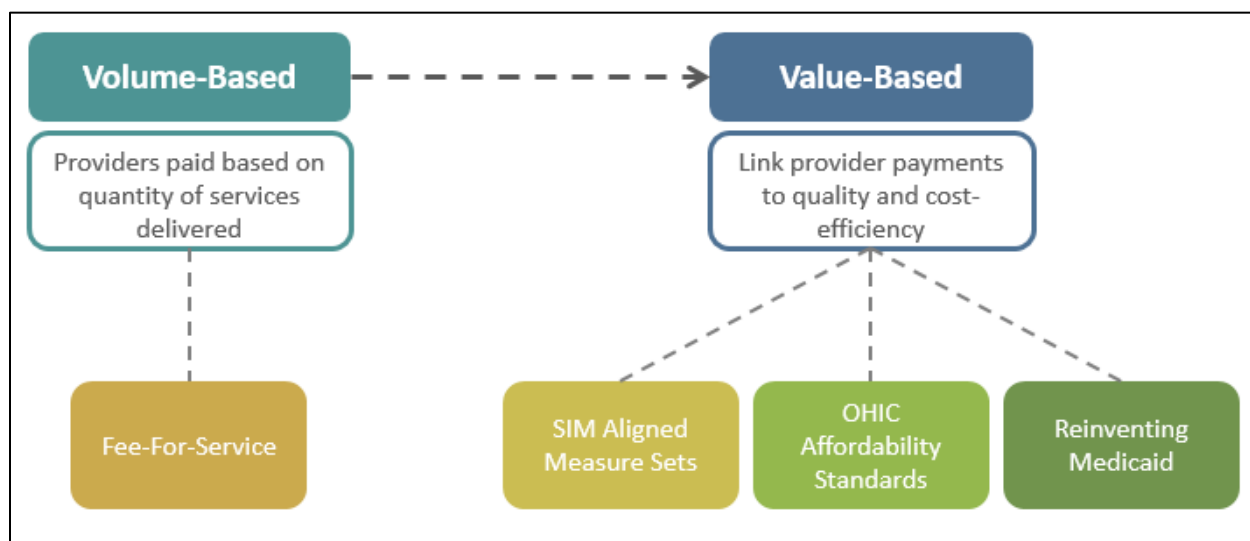 Volume-Based
Value-Based
Providers paid based on
quantity of services
delivered
Link provider payments
to quality and cost-
efficiency
Fee-For-Service
SIM Aligned
Measure Sets
OHIC
Affordability
Standards
Reinventing
Medicaid